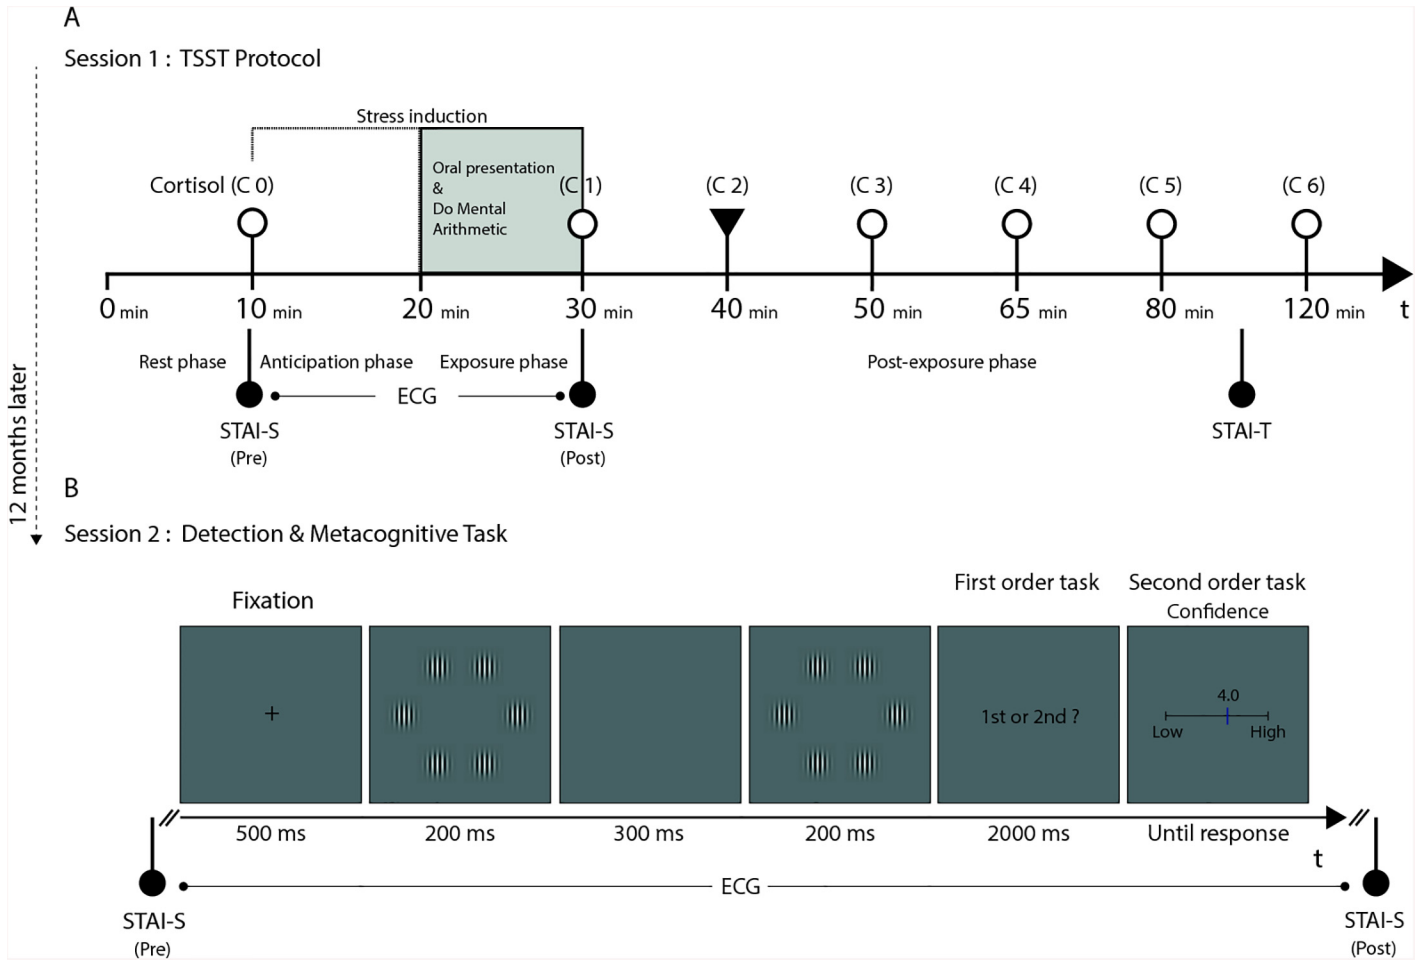 A
Session 1 : TSST Protocol
Stress induction
Oral presentation
&
Do Mental
Arithmetic
Cortisol (C 0) (C 1) (C 2) (C 3) (C 4) (C 5) (C 6)
0 min 10 min 20 min 30 min 40 min 50 min 65 min 80 min 120 min t
Rest phase Anticipation phase Exposure phase Post-exposure phase
ECG
STAI-S STAI-S STAI-T
(Pre) (Post)
12 months later
B
Session 2 : Detection & Metacognitive Task
Fixation First order task Second order task
Confidence
+ 1st or 2nd ? 4.0
Low High
500 ms 200 ms 300 ms 200 ms 2000 ms Until response
t
ECG
STAI-S STAI-S
(Pre) (Post)